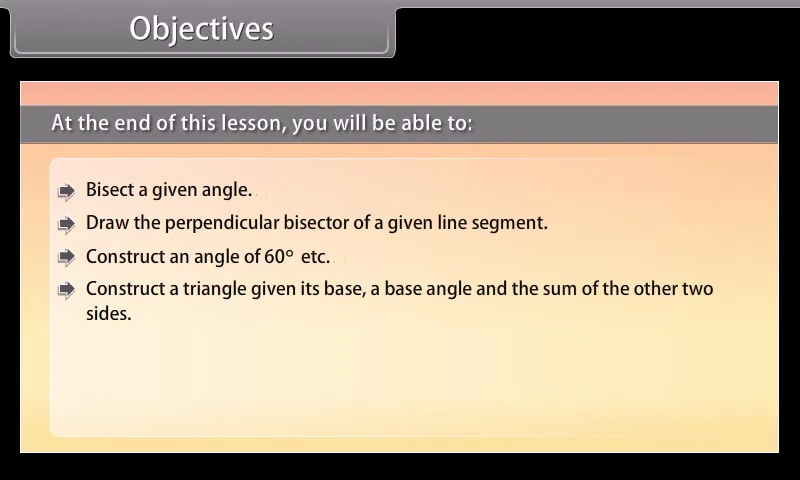 Objectives
At the end of this lesson, you will be able to:
Bisect a given angle.
Draw the perpendicular bisector of a given line segment.
Construct an angle of 60º etc.
Construct a triangle given its base, a base angle and the sum of the other two
sides.